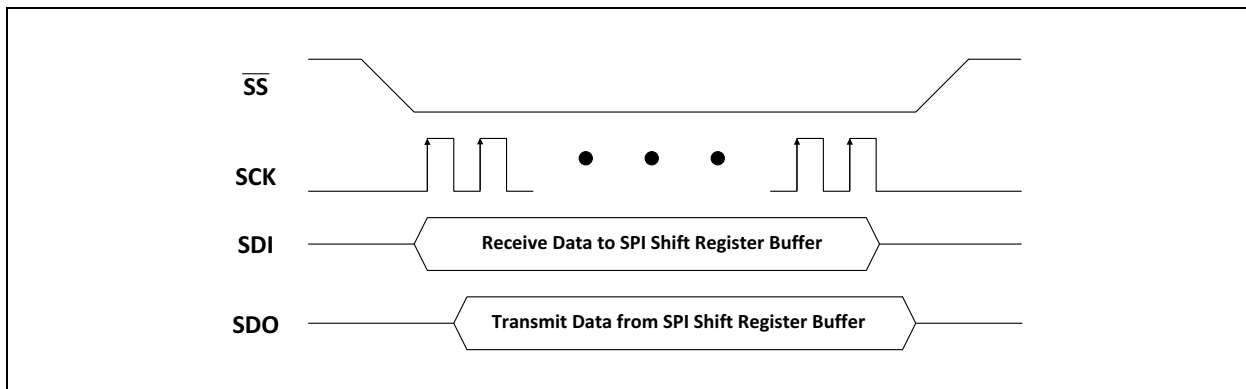 SS
SCK
SDI
Receive Data to SPI Shift Register Buffer
SDO
Transmit Data from SPI Shift Register Buffer